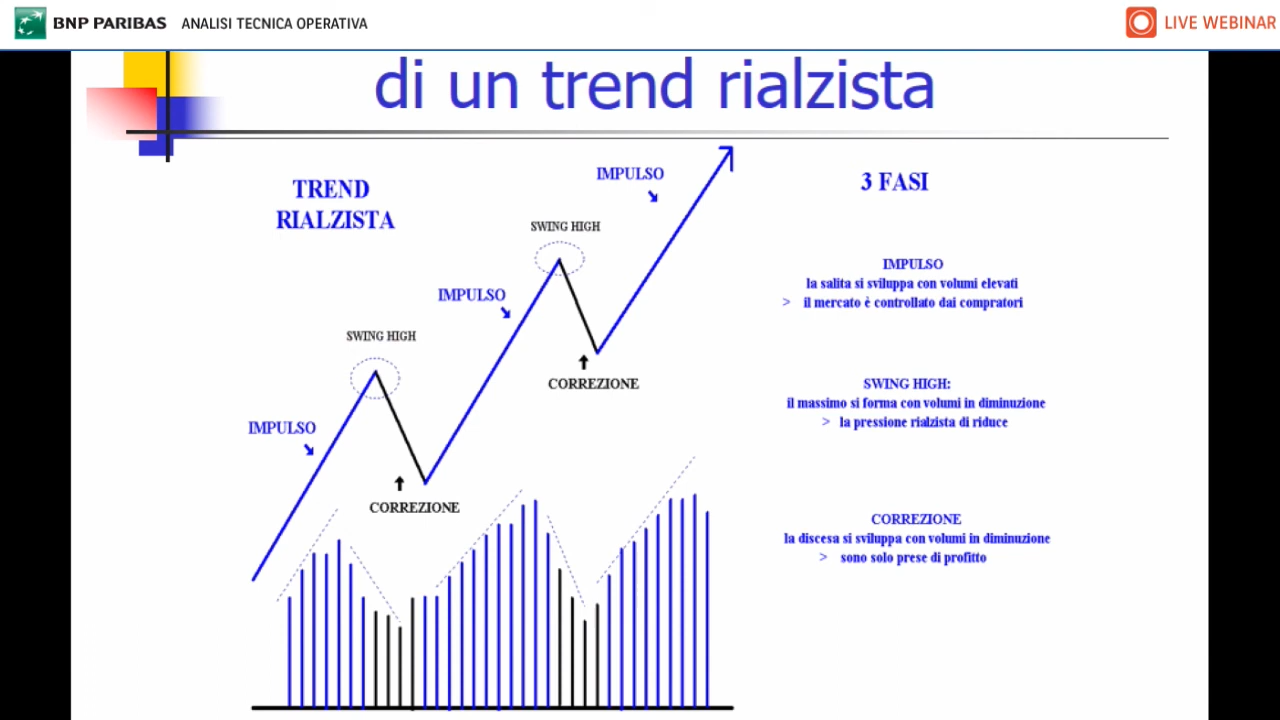 BNP PARIBAS ANALISI TECNICA OPERATIVA
LIVE WEBINAR
di un trend rialzista
TREND
RIALZISTA
IMPULSO
SWING HIGH
IMPULSO
SWING HIGH
CORREZIONE
IMPULSO
CORREZIONE
3 FASI
IMPULSO
la salita si sviluppa con volumi elevati
> il mercato è controllato dai compratori
SWING HIGH:
il massimo si forma con volumi in diminuzione
> la pressione rialzista di riduce
CORREZIONE
la discesa si sviluppa con volumi in diminuzione
> sono solo prese di profitto